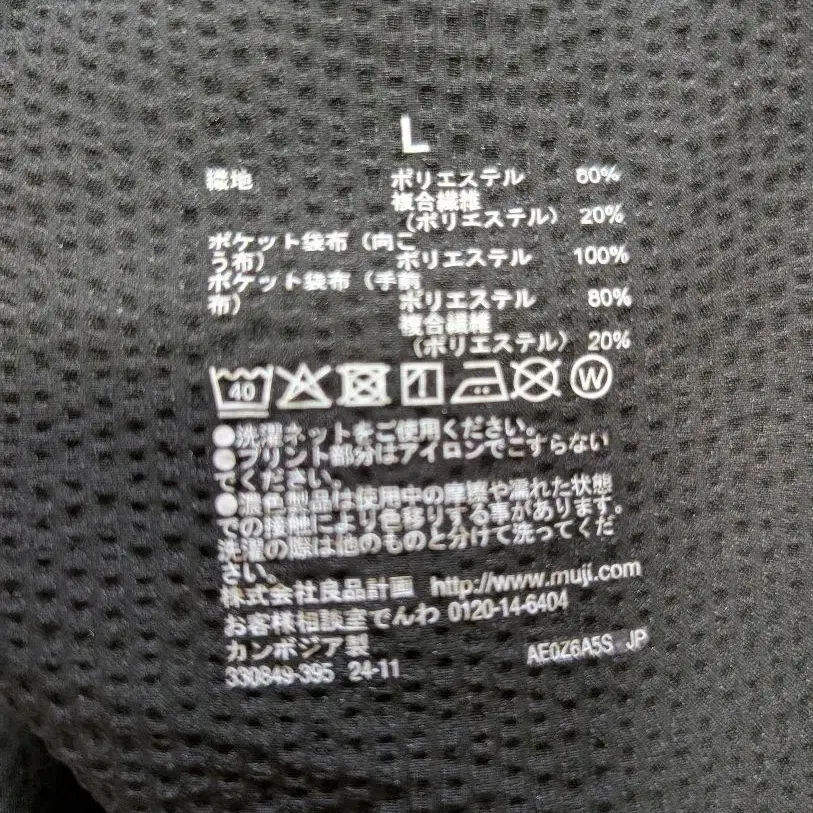 L
織地 ポリエステル 80%
複合繊維
(ポリエステル) 20%
ポケット袋布(向こ
う布) ポリエステル 100%
ポケット袋布(手柄
布) ポリエステル 80%
複合繊維
(ポリエステル) 20%
40 W
●洗濯ネットをご使用ください。
●プリント部分はアイロンでこすらない
でください。
●濃色製品は使用中の摩擦や濡れた状態
での接触により色移りする事があります。
洗濯の際は他のものと分けて洗ってくだ
さい。
株式会社良品計画 http://www.muji.com
お客様相談室でんわ 0120-14-6404
カンボジア製
330849-395 24-11 AE0Z6A5S JP